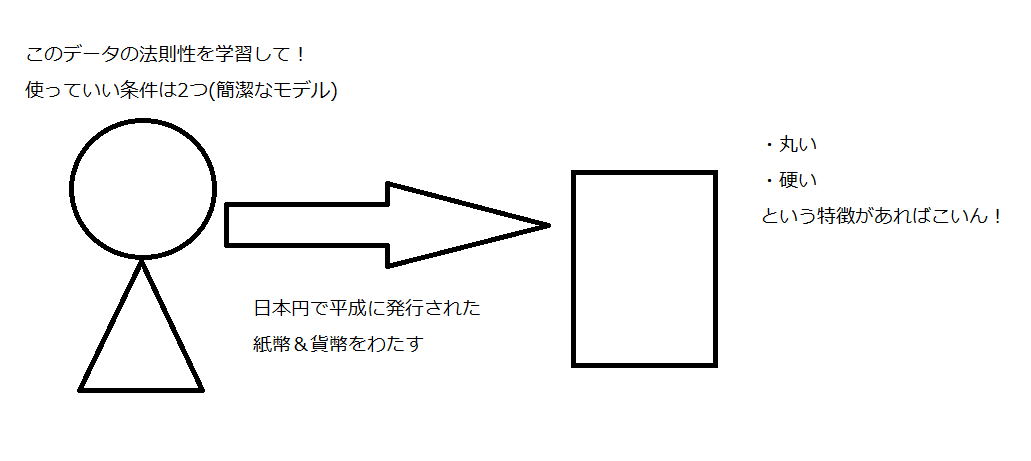 このデータの法則性を学習して！
使っていい条件は2つ(簡潔なモデル)
・丸い
・硬い
という特徴があればこいん！
日本円で平成に発行された
紙幣＆貨幣をわたす